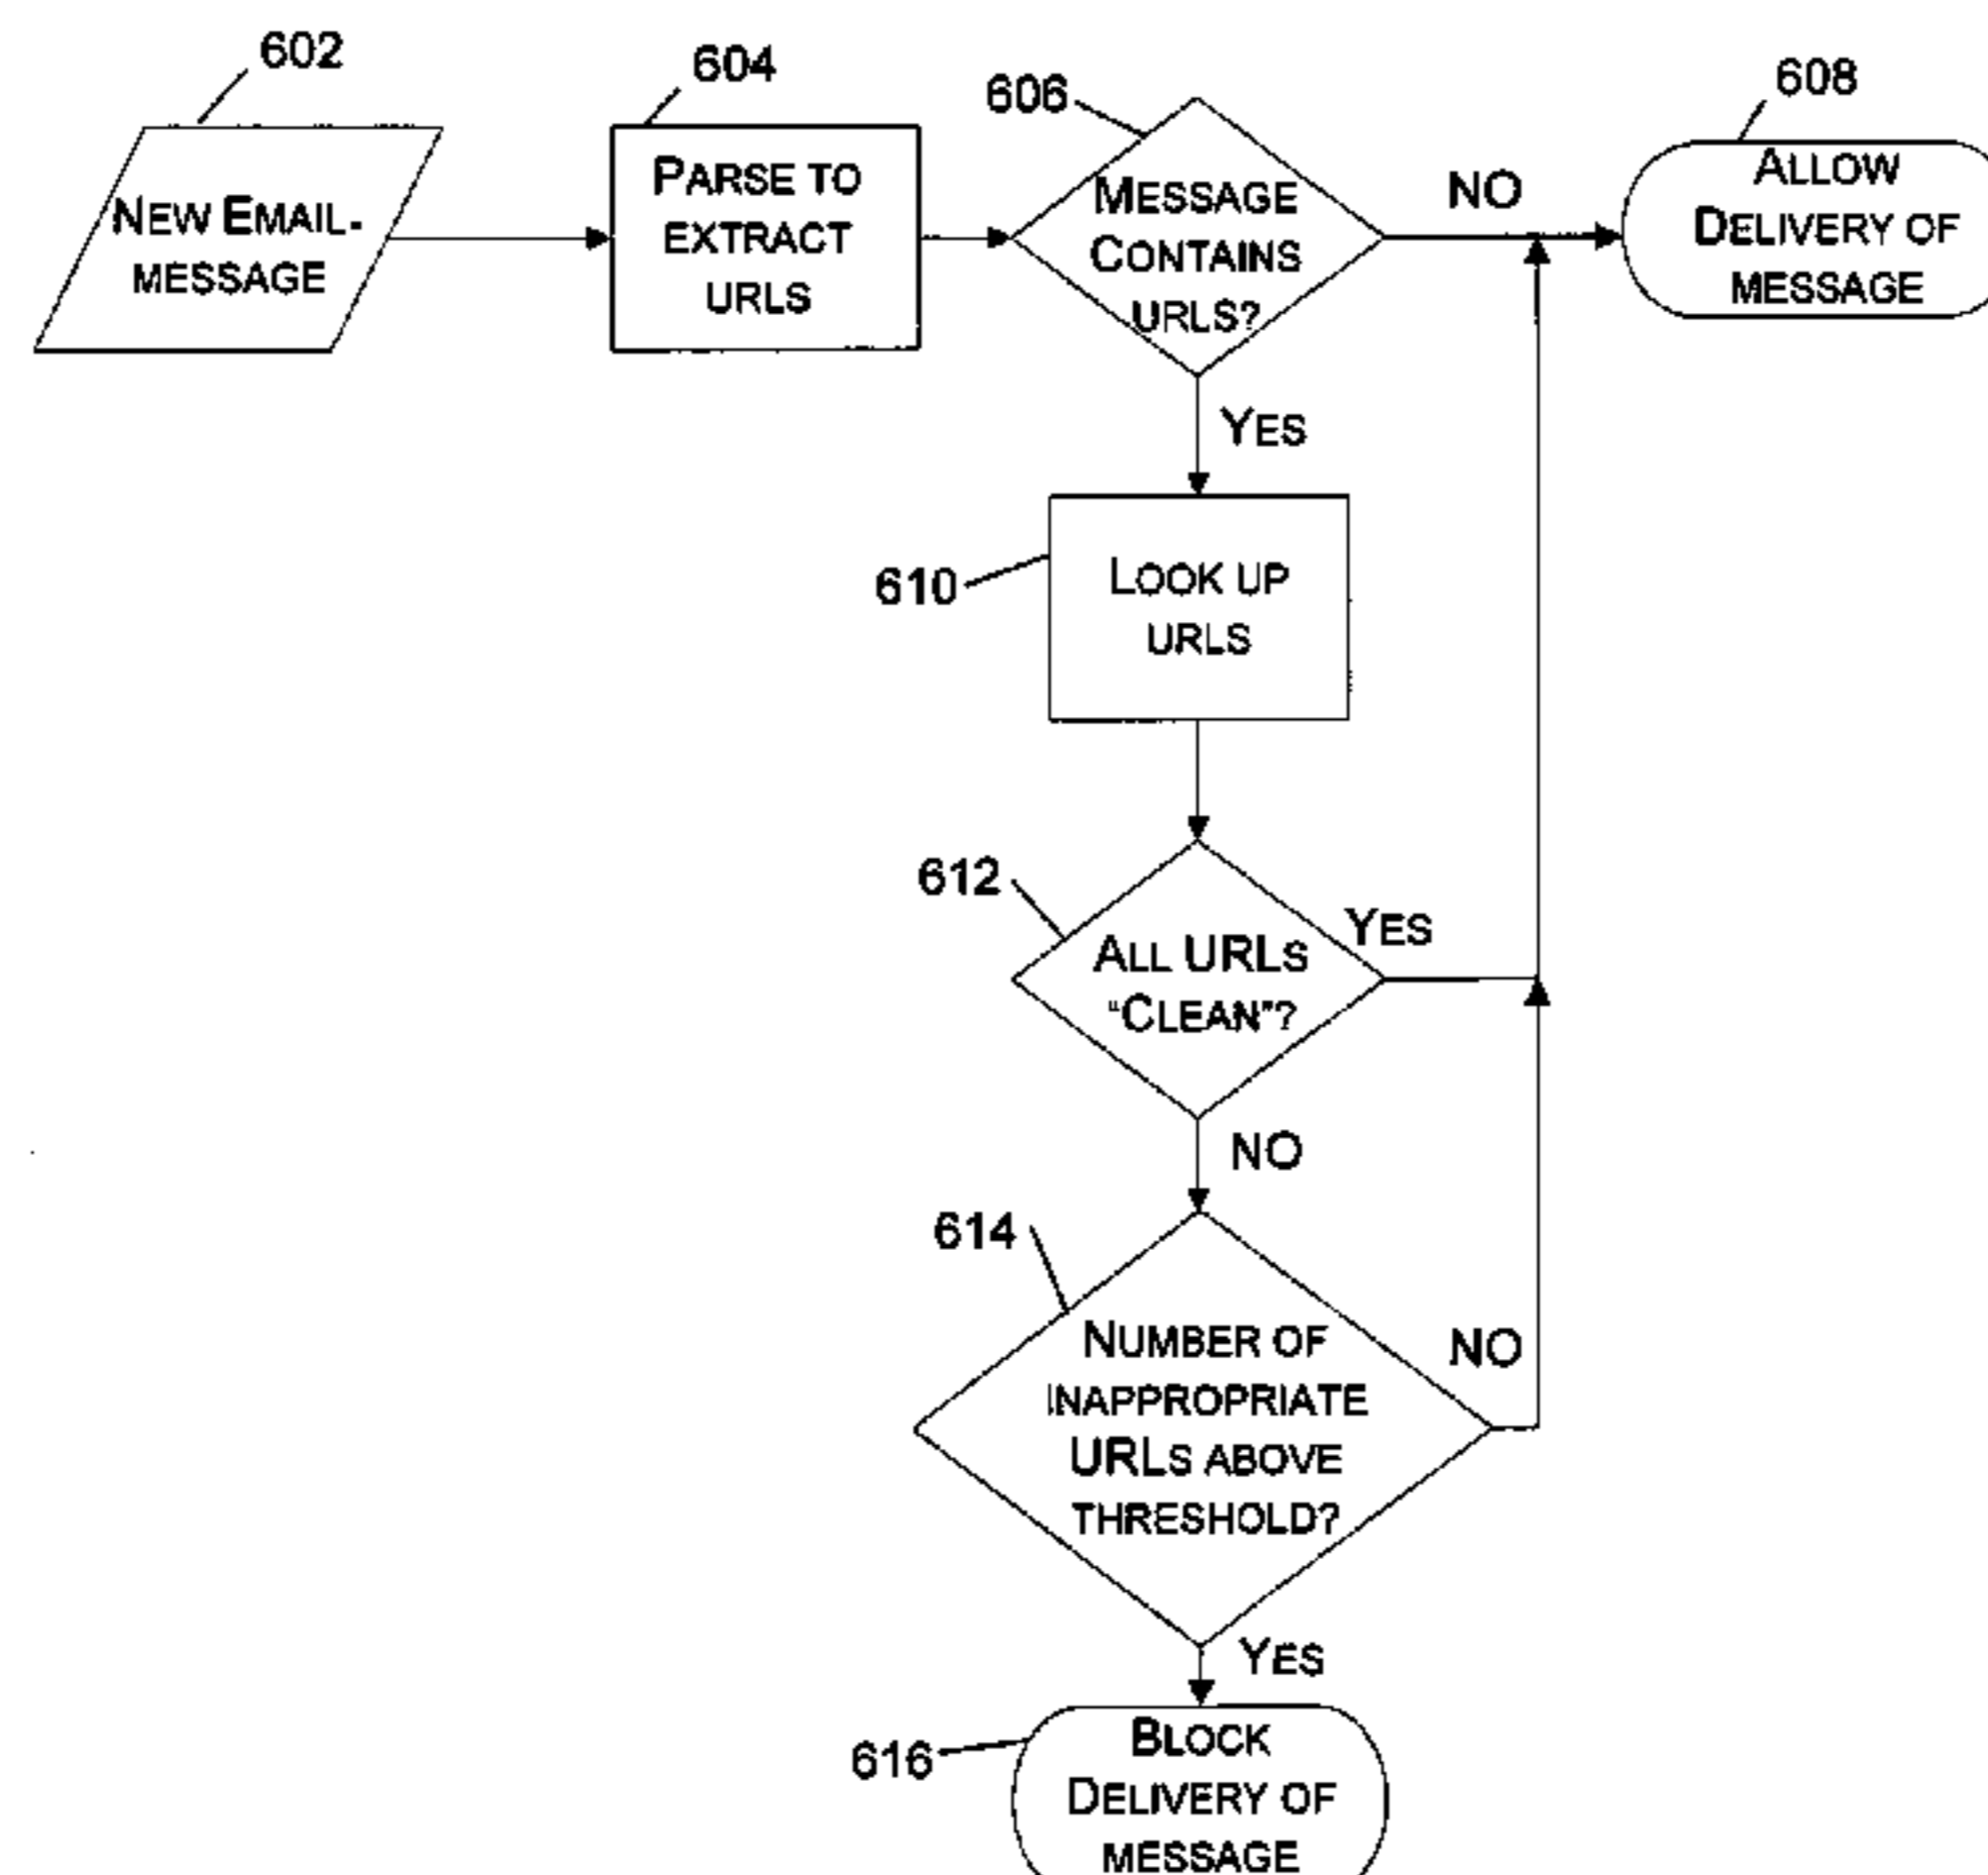 602
604
606
608
NEW EMAIL-
MESSAGE
PARSE TO
EXTRACT
URLS
MESSAGE
CONTAINS
URLS?
NO
ALLOW
DELIVERY OF
MESSAGE
YES
610
LOOK UP
URLS
612
ALL URLS
"CLEAN"?
YES
NO
614
NUMBER OF
INAPPROPRIATE
URLS ABOVE
THRESHOLD?
NO
YES
616
BLOCK
DELIVERY OF
MESSAGE